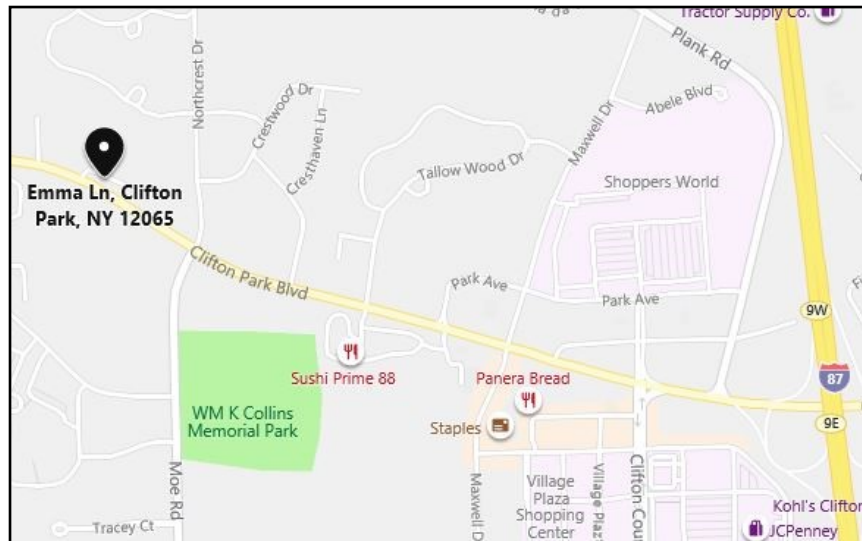 Tractor Supply Co.
Plank Rd
Northcrest Dr
Crestwood Dr
Cresthaven Ln
Maxwell Dr
Abele Blvd
Tallow Wood Dr
Shoppers World
Emma Ln, Clifton
Park, NY 12065
Clifton Park Blvd
Park Ave
Park Ave
9W
87
Sushi Prime 88
Panera Bread
WM K Collins
Memorial Park
Staples
9E
Moe Rd
Maxwell D
Village
Plaza
Shopping
Center
Village Plaz
Clifton Cou
Kohl's Clifton
JCPenney
Tracey Ct